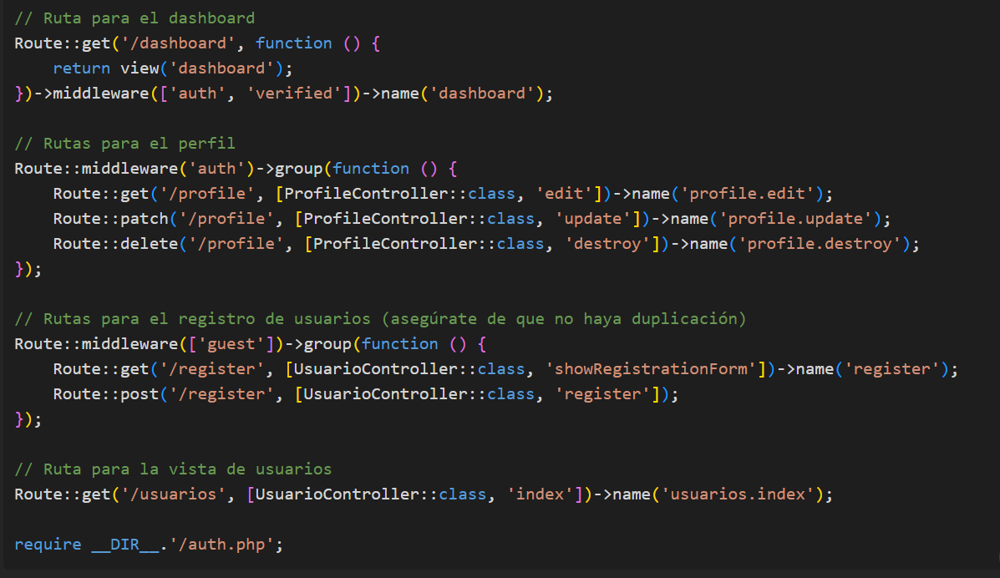 // Ruta para el dashboard
Route::get('/dashboard', function () {
    return view('dashboard');
})->middleware(['auth', 'verified'])->name('dashboard');

// Rutas para el perfil
Route::middleware('auth')->group(function () {
    Route::get('/profile', [ProfileController::class, 'edit'])->name('profile.edit');
    Route::patch('/profile', [ProfileController::class, 'update'])->name('profile.update');
    Route::delete('/profile', [ProfileController::class, 'destroy'])->name('profile.destroy');
});

// Rutas para el registro de usuarios (asegúrate de que no haya duplicación)
Route::middleware(['guest'])->group(function () {
    Route::get('/register', [UsuarioController::class, 'showRegistrationForm'])->name('register');
    Route::post('/register', [UsuarioController::class, 'register']);
});

// Ruta para la vista de usuarios
Route::get('/usuarios', [UsuarioController::class, 'index'])->name('usuarios.index');

require __DIR__.'/auth.php';